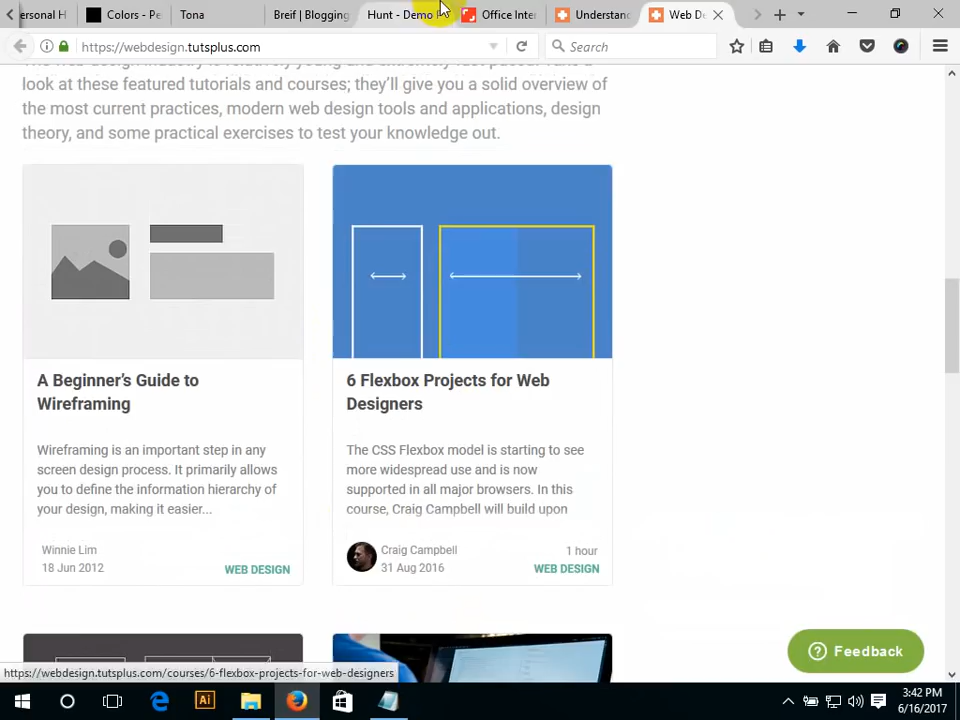 ersonal H
Colors - Pe
Tona
Breif | Blogging
Hunt - Demo
Office Inter
Understand
Web De
https://webdesign.tutsplus.com
Search
look at these featured tutorials and courses; they'll give you a solid overview of
the most current practices, modern web design tools and applications, design
theory, and some practical exercises to test your knowledge out.
A Beginner's Guide to
Wireframing
Wireframing is an important step in any
screen design process. It primarily allows
you to define the information hierarchy of
your design, making it easier...
Winnie Lim
18 Jun 2012
WEB DESIGN
6 Flexbox Projects for Web
Designers
The CSS Flexbox model is starting to see
more widespread use and is now
supported in all major browsers. In this
course, Craig Campbell will build upon
Craig Campbell
31 Aug 2016
1 hour
WEB DESIGN
Feedback
https://webdesign.tutsplus.com/courses/6-flexbox-projects-for-web-designers
Ai
3:42 PM
6/16/2017